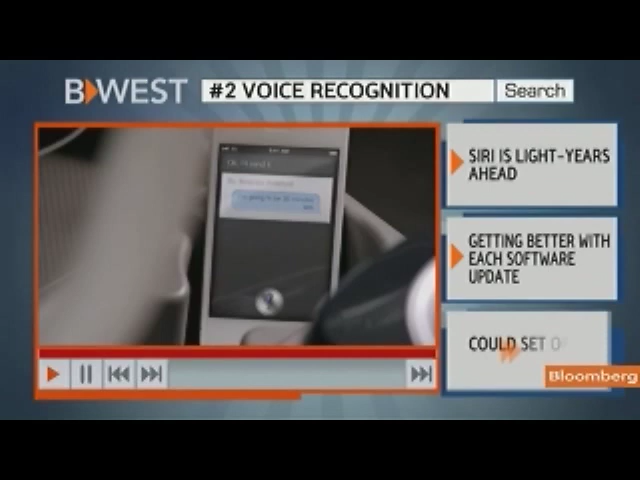 B WEST
#2 VOICE RECOGNITION
Search
SIRI IS LIGHT-YEARS
AHEAD
GETTING BETTER WITH
EACH SOFTWARE
UPDATE
COULD SET
Bloomberg